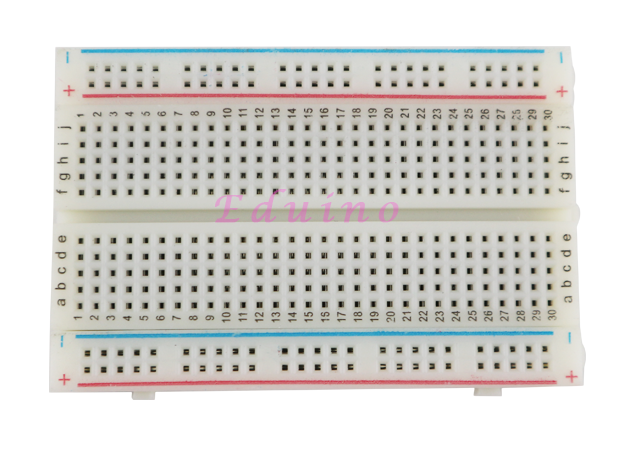 − −
+ +
1 2 3 4 5 6 7 8 9 10 11 12 13 14 15 16 17 18 19 20 21 22 23 24 25 26 27 28 29 30
f g h i j f g h i j
Eduino
a b c d e a b c d e
1 2 3 4 5 6 7 8 9 10 11 12 13 14 15 16 17 18 19 20 21 22 23 24 25 26 27 28 29 30
− −
+ +